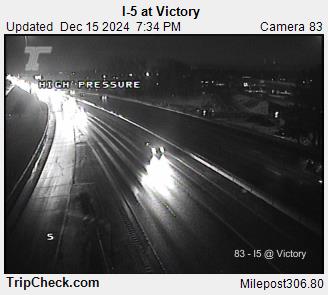 I-5 at Victory
Updated  Dec 15 2024  7:34 PM
Camera 83
T
HIGH PRESSURE
S
83 - I5 @ Victory
TripCheck.com
Milepost306.80